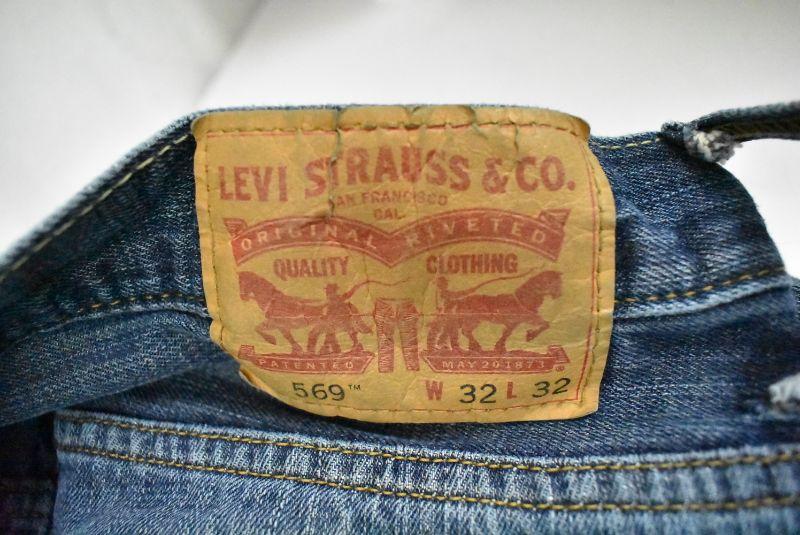 LEVI STRAUSS & CO.
SAN FRANCISCO
CAL.
ORIGINAL RIVETED
QUALITY CLOTHING
PATENTED MAY 20 1873 ®
569™ W 32 L 32